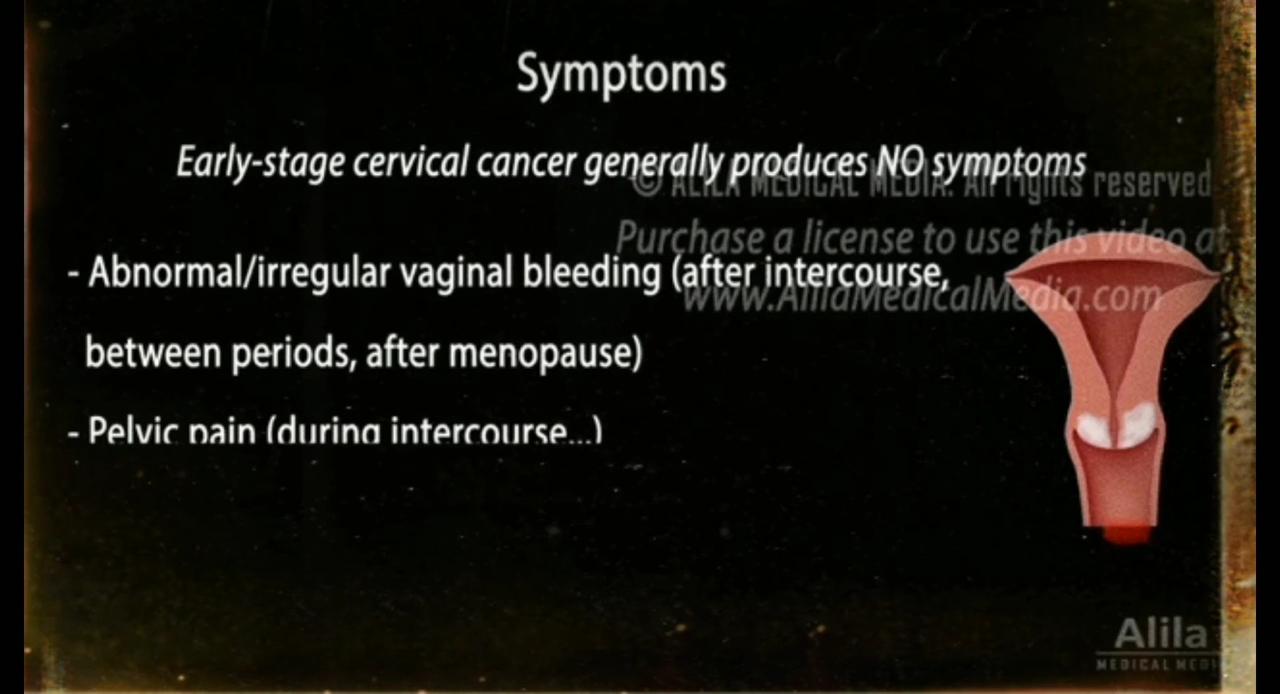 Symptoms
Early-stage cervical cancer generally produces NO symptoms
© ALILA MEDICAL MEDIA. All rights reserved
Purchase a license to use this video at
- Abnormal/irregular vaginal bleeding (after intercourse,
www.AlilaMedicalMedia.com
between periods, after menopause)
- Pelvic pain (during intercourse...)
Alila
MEDICAL MEDI